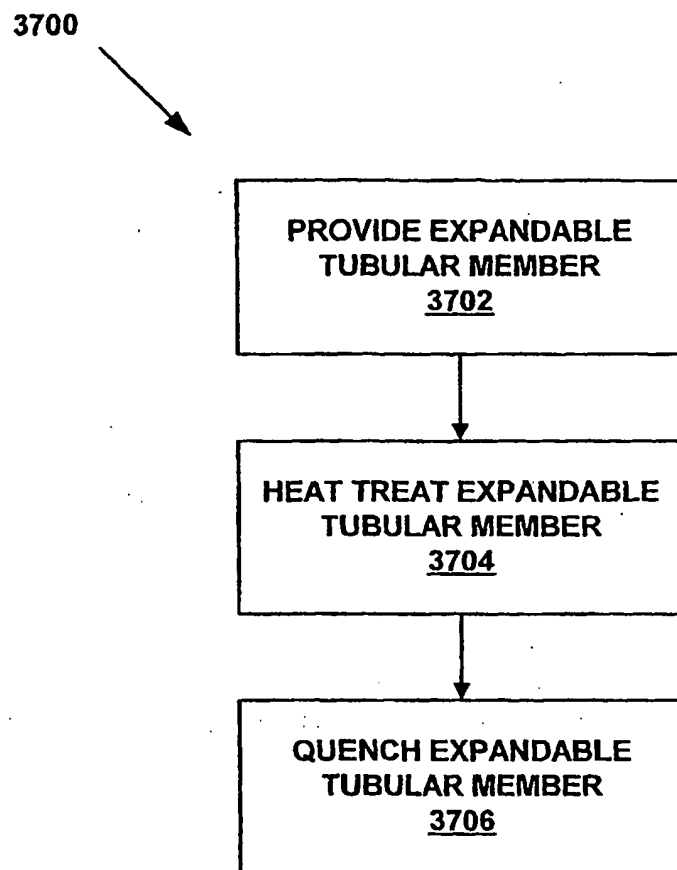 3700
PROVIDE EXPANDABLE
TUBULAR MEMBER
3702
HEAT TREAT EXPANDABLE
TUBULAR MEMBER
3704
QUENCH EXPANDABLE
TUBULAR MEMBER
3706